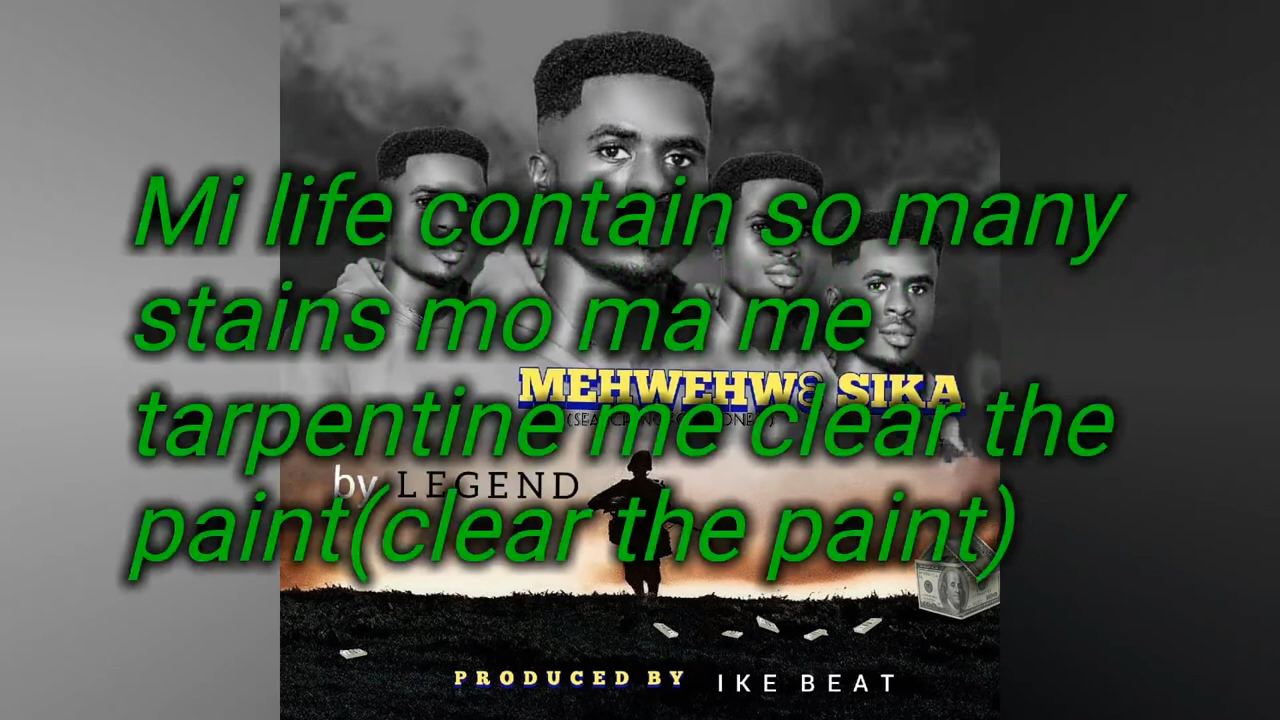 Mi life contain so many
stains mo ma me
MEHWEHWƐ SIKA
tarpentine me clear the
by LEGEND
paint(clear the paint)
PRODUCED BY IKE BEAT